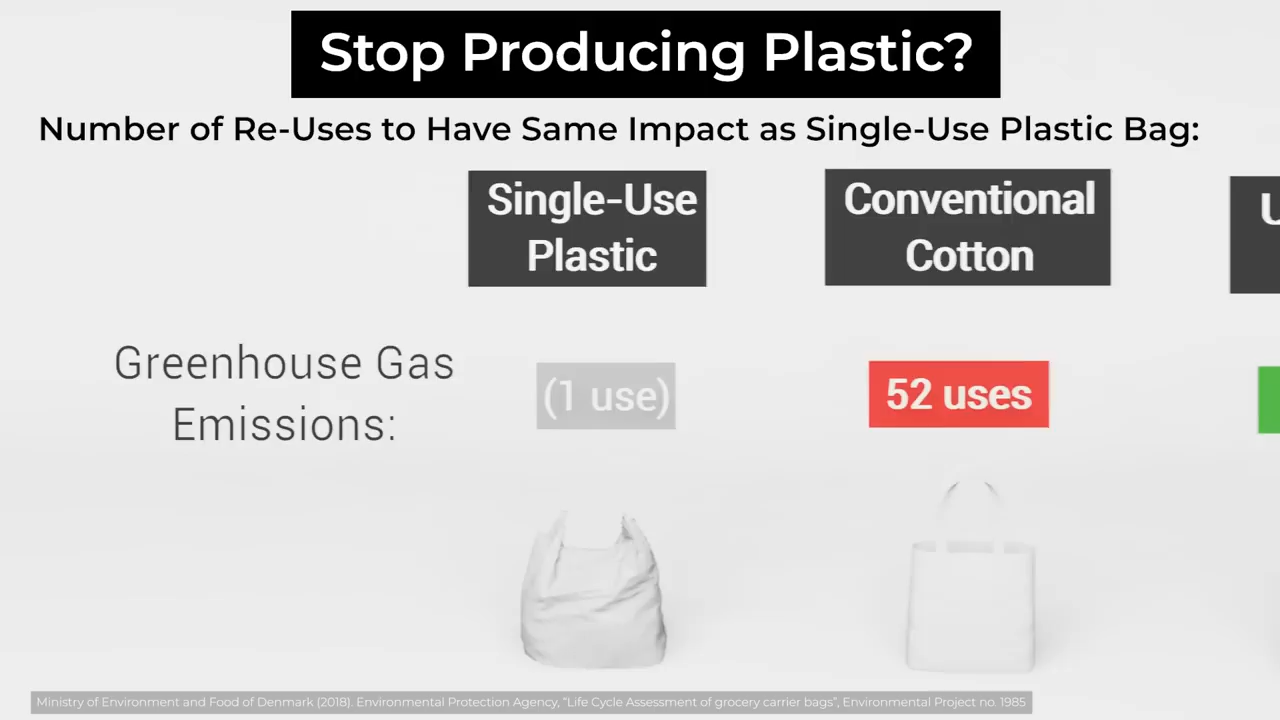 Stop Producing Plastic?
Number of Re-Uses to Have Same Impact as Single-Use Plastic Bag:
Single-Use
Plastic
Conventional
Cotton
Greenhouse Gas
Emissions:
(1 use)
52 uses
Ministry of Environment and Food of Denmark (2018). Environmental Protection Agency, “Life Cycle Assessment of grocery carrier bags”, Environmental Project no. 1985